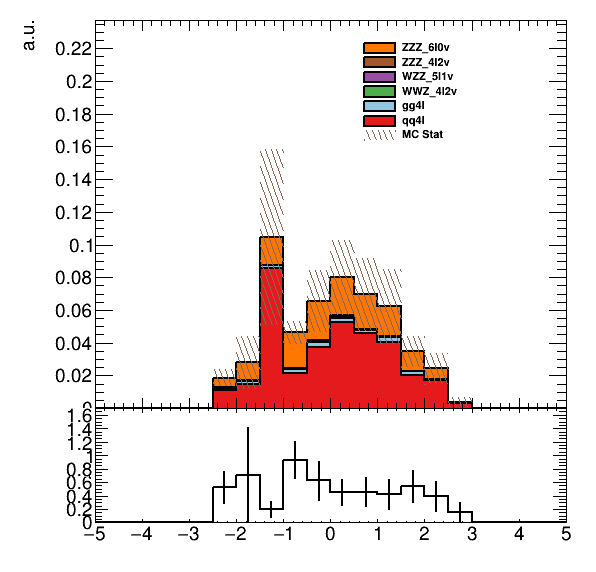 a.u.
0.22
0.2
0.18
0.16
0.14
0.12
0.1
0.08
0.06
0.04
0.02
0
ZZZ_6l0v
ZZZ_4l2v
WZZ_5l1v
WWZ_4l2v
gg4l
qq4l
MC Stat
1.6
1.4
1.2
1
0.8
0.6
0.4
0.2
0
−5 −4 −3 −2 −1 0 1 2 3 4 5